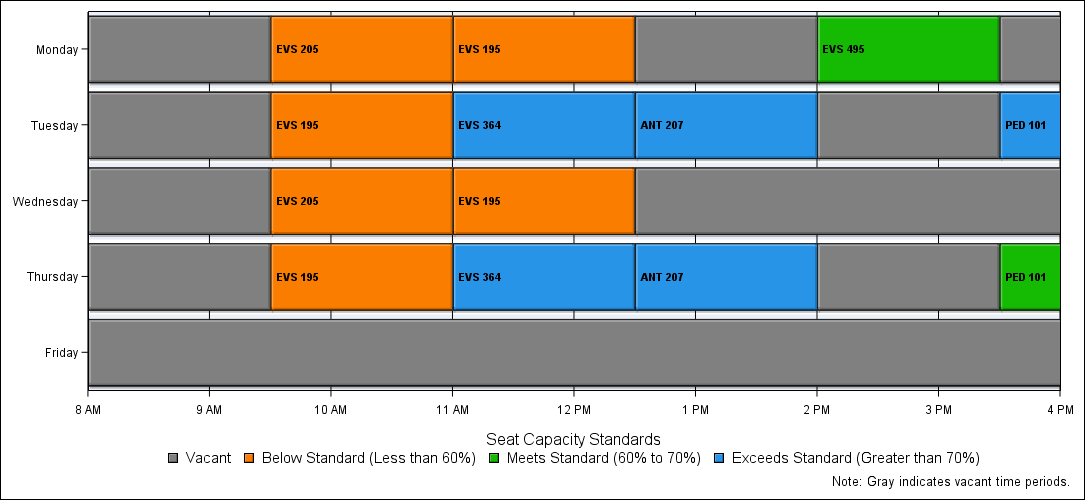 Monday
EVS 205
EVS 195
EVS 495
Tuesday
EVS 195
EVS 364
ANT 207
PED 101
Wednesday
EVS 205
EVS 195
Thursday
EVS 195
EVS 364
ANT 207
PED 101
Friday
8 AM 9 AM 10 AM 11 AM 12 PM 1 PM 2 PM 3 PM 4 PM
Seat Capacity Standards
Vacant Below Standard (Less than 60%) Meets Standard (60% to 70%) Exceeds Standard (Greater than 70%)
Note: Gray indicates vacant time periods.